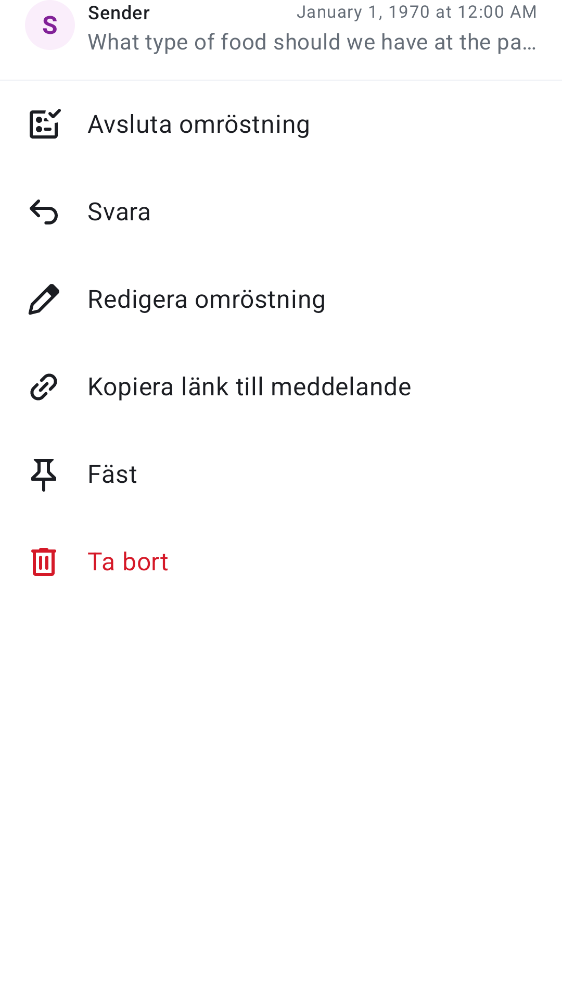 S
Sender
January 1, 1970 at 12:00 AM
What type of food should we have at the pa…
Avsluta omröstning
Svara
Redigera omröstning
Kopiera länk till meddelande
Fäst
Ta bort